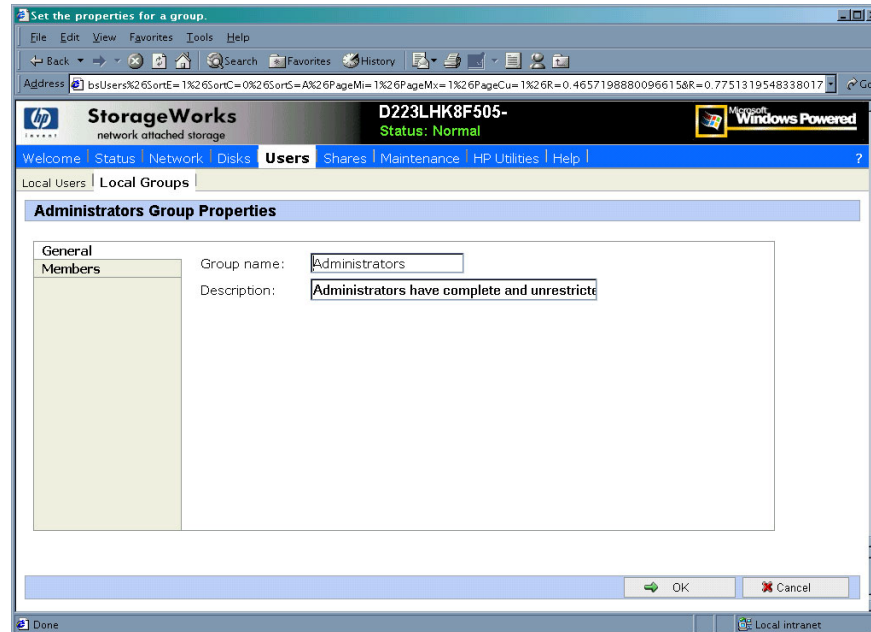 Set the properties for a group.
File Edit View Favorites Tools Help
Back Search Favorites History
Address bsUsers%26SortE=1%26SortC=0%26SortS=A%26PageMi=1%26PageMx=1%26PageCu=1%26R=0.4657198880096615&R=0.7751319548338017
hp StorageWorks D223LHK8F505- Microsoft
invent network attached storage Status: Normal Windows Powered
Welcome Status Network Disks Users Shares Maintenance HP Utilities Help ?
Local Users Local Groups
Administrators Group Properties
General
Members
Group name: Administrators
Description: Administrators have complete and unrestricte
OK Cancel
Done Local intranet